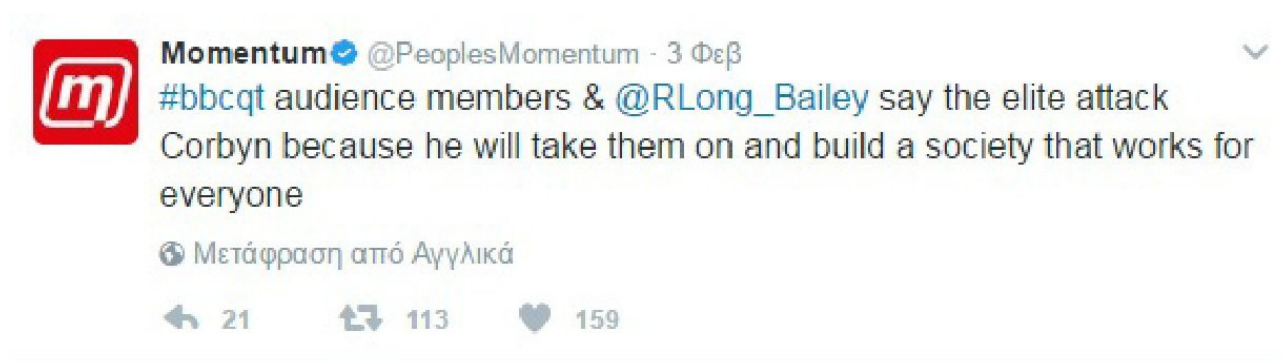 Momentum @PeoplesMomentum · 3 Φεβ
#bbcqt audience members & @RLong_Bailey say the elite attack
Corbyn because he will take them on and build a society that works for
everyone
Μετάφραση από Αγγλικά
21 113 159